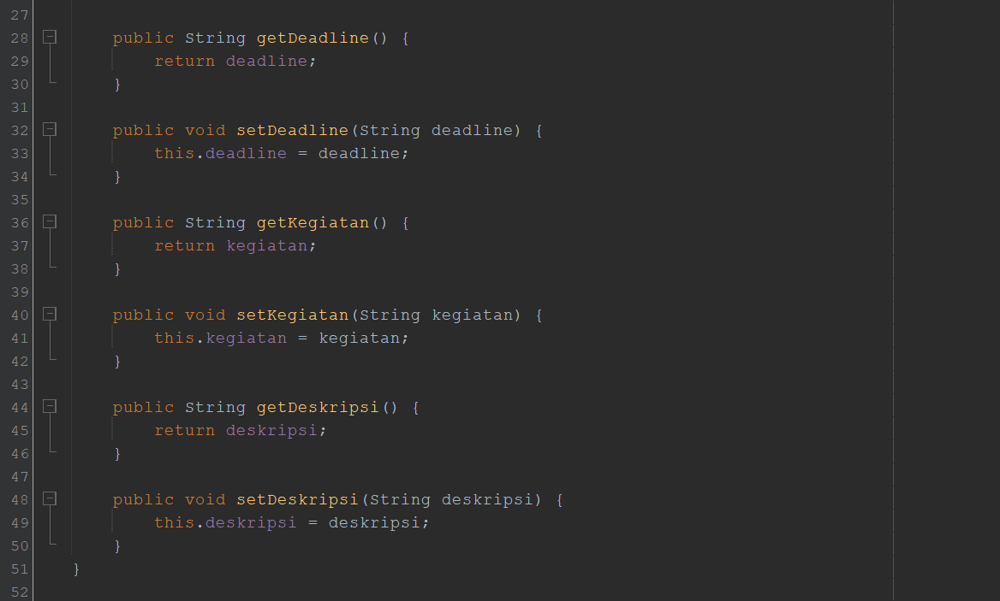 27
28 public String getDeadline() {
29 return deadline;
30 }
31
32 public void setDeadline(String deadline) {
33 this.deadline = deadline;
34 }
35
36 public String getKegiatan() {
37 return kegiatan;
38 }
39
40 public void setKegiatan(String kegiatan) {
41 this.kegiatan = kegiatan;
42 }
43
44 public String getDeskripsi() {
45 return deskripsi;
46 }
47
48 public void setDeskripsi(String deskripsi) {
49 this.deskripsi = deskripsi;
50 }
51 }
52